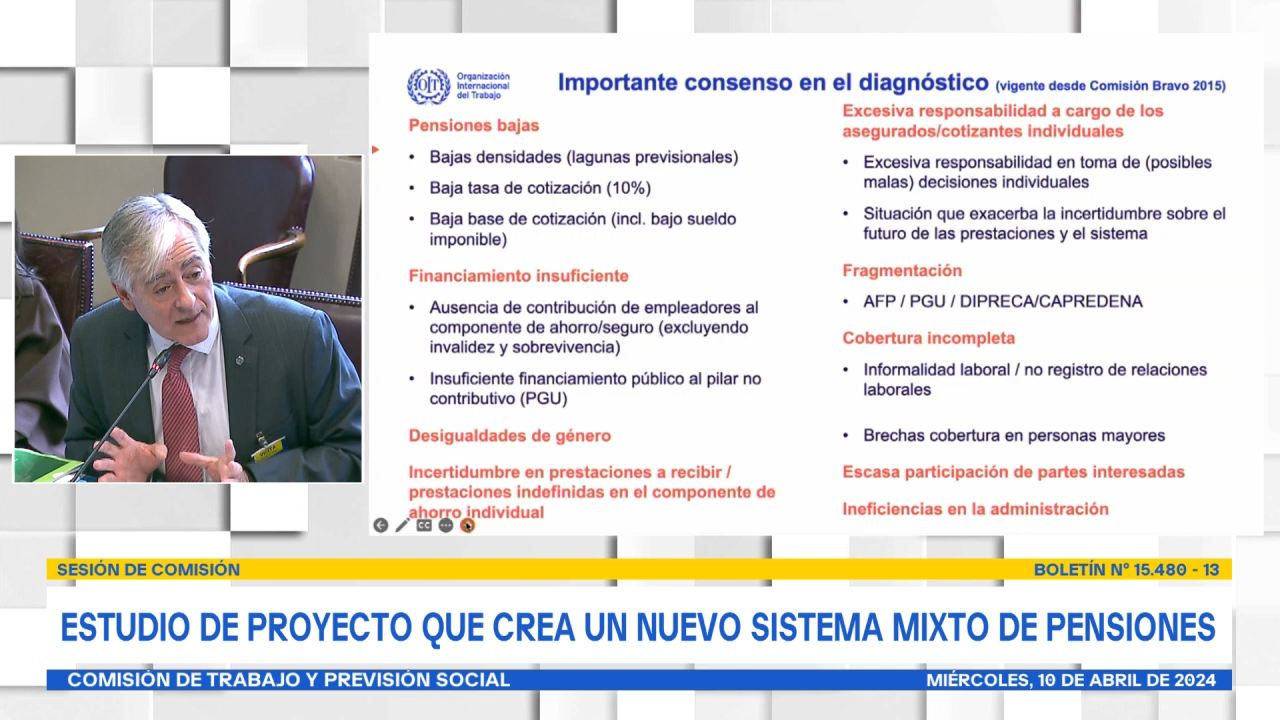 OIT
Organización
Internacional
del Trabajo
Importante consenso en el diagnóstico (vigente desde Comisión Bravo 2015)
Pensiones bajas
• Bajas densidades (lagunas previsionales)
• Baja tasa de cotización (10%)
• Baja base de cotización (incl. bajo sueldo
imponible)
Financiamiento insuficiente
• Ausencia de contribución de empleadores al
componente de ahorro/seguro (excluyendo
invalidez y sobrevivencia)
• Insuficiente financiamiento público al pilar no
contributivo (PGU)
Desigualdades de género
Incertidumbre en prestaciones a recibir /
prestaciones indefinidas en el componente de
ahorro individual
Excesiva responsabilidad a cargo de los
asegurados/cotizantes individuales
• Excesiva responsabilidad en toma de (posibles
malas) decisiones individuales
• Situación que exacerba la incertidumbre sobre el
futuro de las prestaciones y el sistema
Fragmentación
• AFP / PGU / DIPRECA/CAPREDENA
Cobertura incompleta
• Informalidad laboral / no registro de relaciones
laborales
• Brechas cobertura en personas mayores
Escasa participación de partes interesadas
Ineficiencias en la administración
CC
VISITA
SESIÓN DE COMISIÓN
BOLETÍN N° 15.480 - 13
ESTUDIO DE PROYECTO QUE CREA UN NUEVO SISTEMA MIXTO DE PENSIONES
COMISIÓN DE TRABAJO Y PREVISIÓN SOCIAL
MIÉRCOLES, 10 DE ABRIL DE 2024